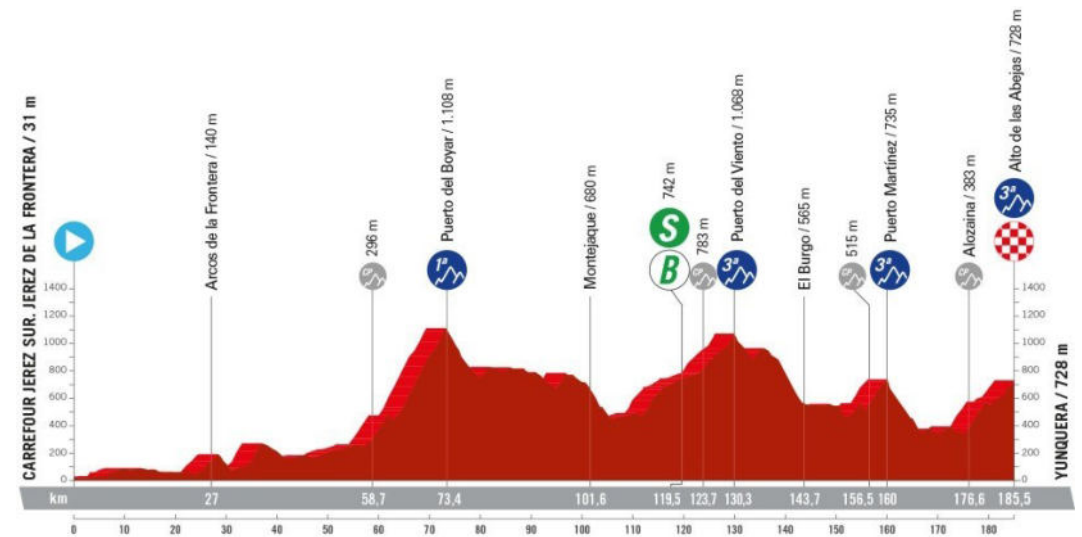 CARREFOUR JEREZ SUR. JEREZ DE LA FRONTERA / 31 m
Arcos de la Frontera / 140 m
CP
296 m
1ª
Puerto del Boyar / 1.108 m
Montejaque / 680 m
S
B
742 m
CP
783 m
3ª
Puerto del Viento / 1.068 m
El Burgo / 565 m
CP
515 m
3ª
Puerto Martínez / 735 m
CP
Alozaina / 383 m
3ª
Alto de las Abejas / 728 m
YUNQUERA / 728 m
1400
1200
1000
800
600
400
200
0
1400
1200
1000
800
600
400
200
0
km 27 58,7 73,4 101,6 119,5 123,7 130,3 143,7 156,5 160 176,6 185,5
0 10 20 30 40 50 60 70 80 90 100 110 120 130 140 150 160 170 180